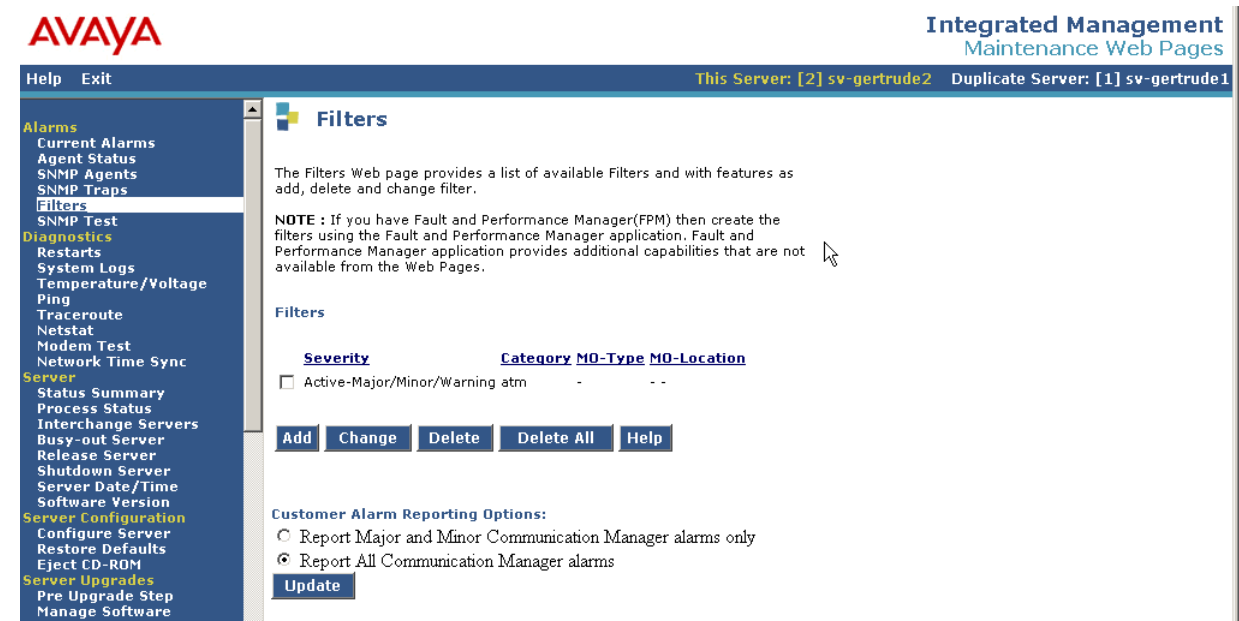 AVAYA
Integrated Management
Maintenance Web Pages
Help Exit
This Server: [2] sv-gertrude2 Duplicate Server: [1] sv-gertrude1
Alarms
Current Alarms
Agent Status
SNMP Agents
SNMP Traps
Filters
SNMP Test
Diagnostics
Restarts
System Logs
Temperature/Voltage
Ping
Traceroute
Netstat
Modem Test
Network Time Sync
Server
Status Summary
Process Status
Interchange Servers
Busy-out Server
Release Server
Shutdown Server
Server Date/Time
Software Version
Server Configuration
Configure Server
Restore Defaults
Eject CD-ROM
Server Upgrades
Pre Upgrade Step
Manage Software
Filters
The Filters Web page provides a list of available Filters and with features as
add, delete and change filter.
NOTE : If you have Fault and Performance Manager(FPM) then create the
filters using the Fault and Performance Manager application. Fault and
Performance Manager application provides additional capabilities that are not
available from the Web Pages.
Filters
Severity Category MO-Type MO-Location
Active-Major/Minor/Warning atm - - -
Add Change Delete Delete All Help
Customer Alarm Reporting Options:
Report Major and Minor Communication Manager alarms only
Report All Communication Manager alarms
Update